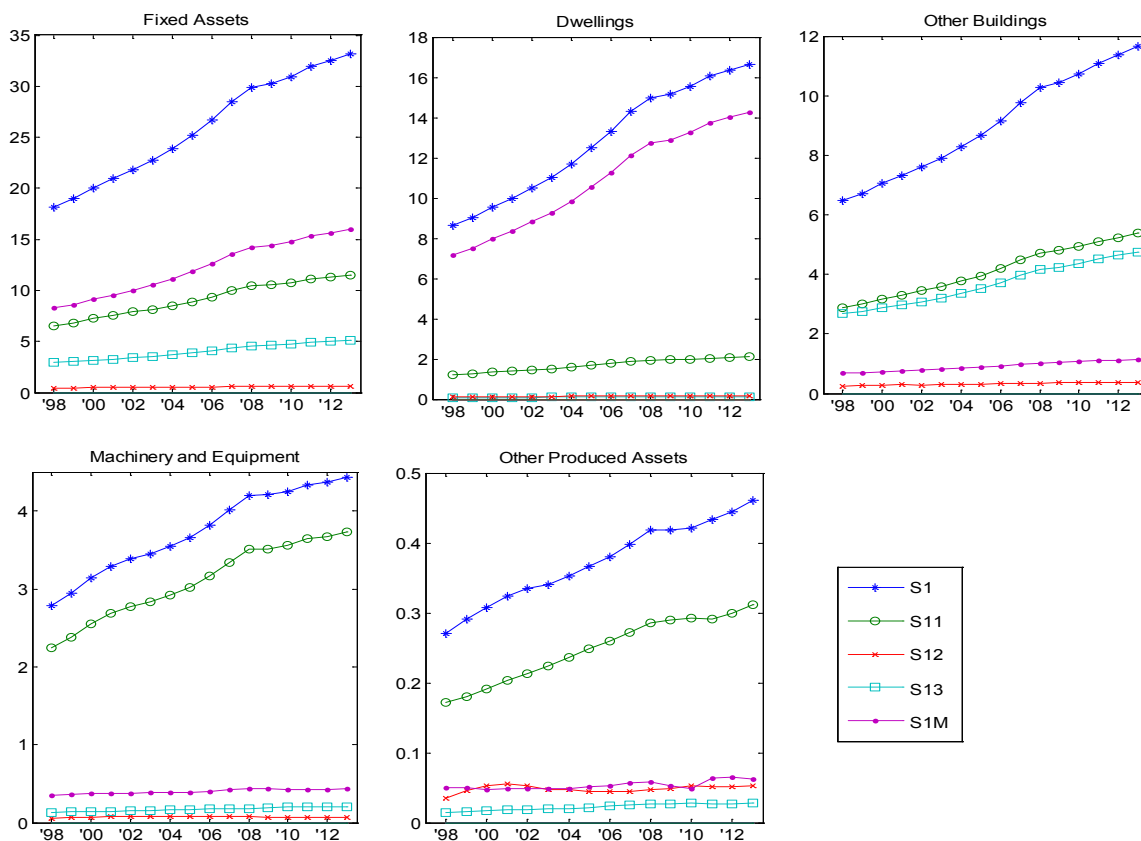 Fixed Assets
35
30
25
20
15
10
5
0
'98 '00 '02 '04 '06 '08 '10 '12
Dwellings
18
16
14
12
10
8
6
4
2
0
'98 '00 '02 '04 '06 '08 '10 '12
Other Buildings
12
10
8
6
4
2
0
'98 '00 '02 '04 '06 '08 '10 '12
Machinery and Equipment
4
3
2
1
0
'98 '00 '02 '04 '06 '08 '10 '12
Other Produced Assets
0.5
0.4
0.3
0.2
0.1
0
'98 '00 '02 '04 '06 '08 '10 '12
S1
S11
S12
S13
S1M